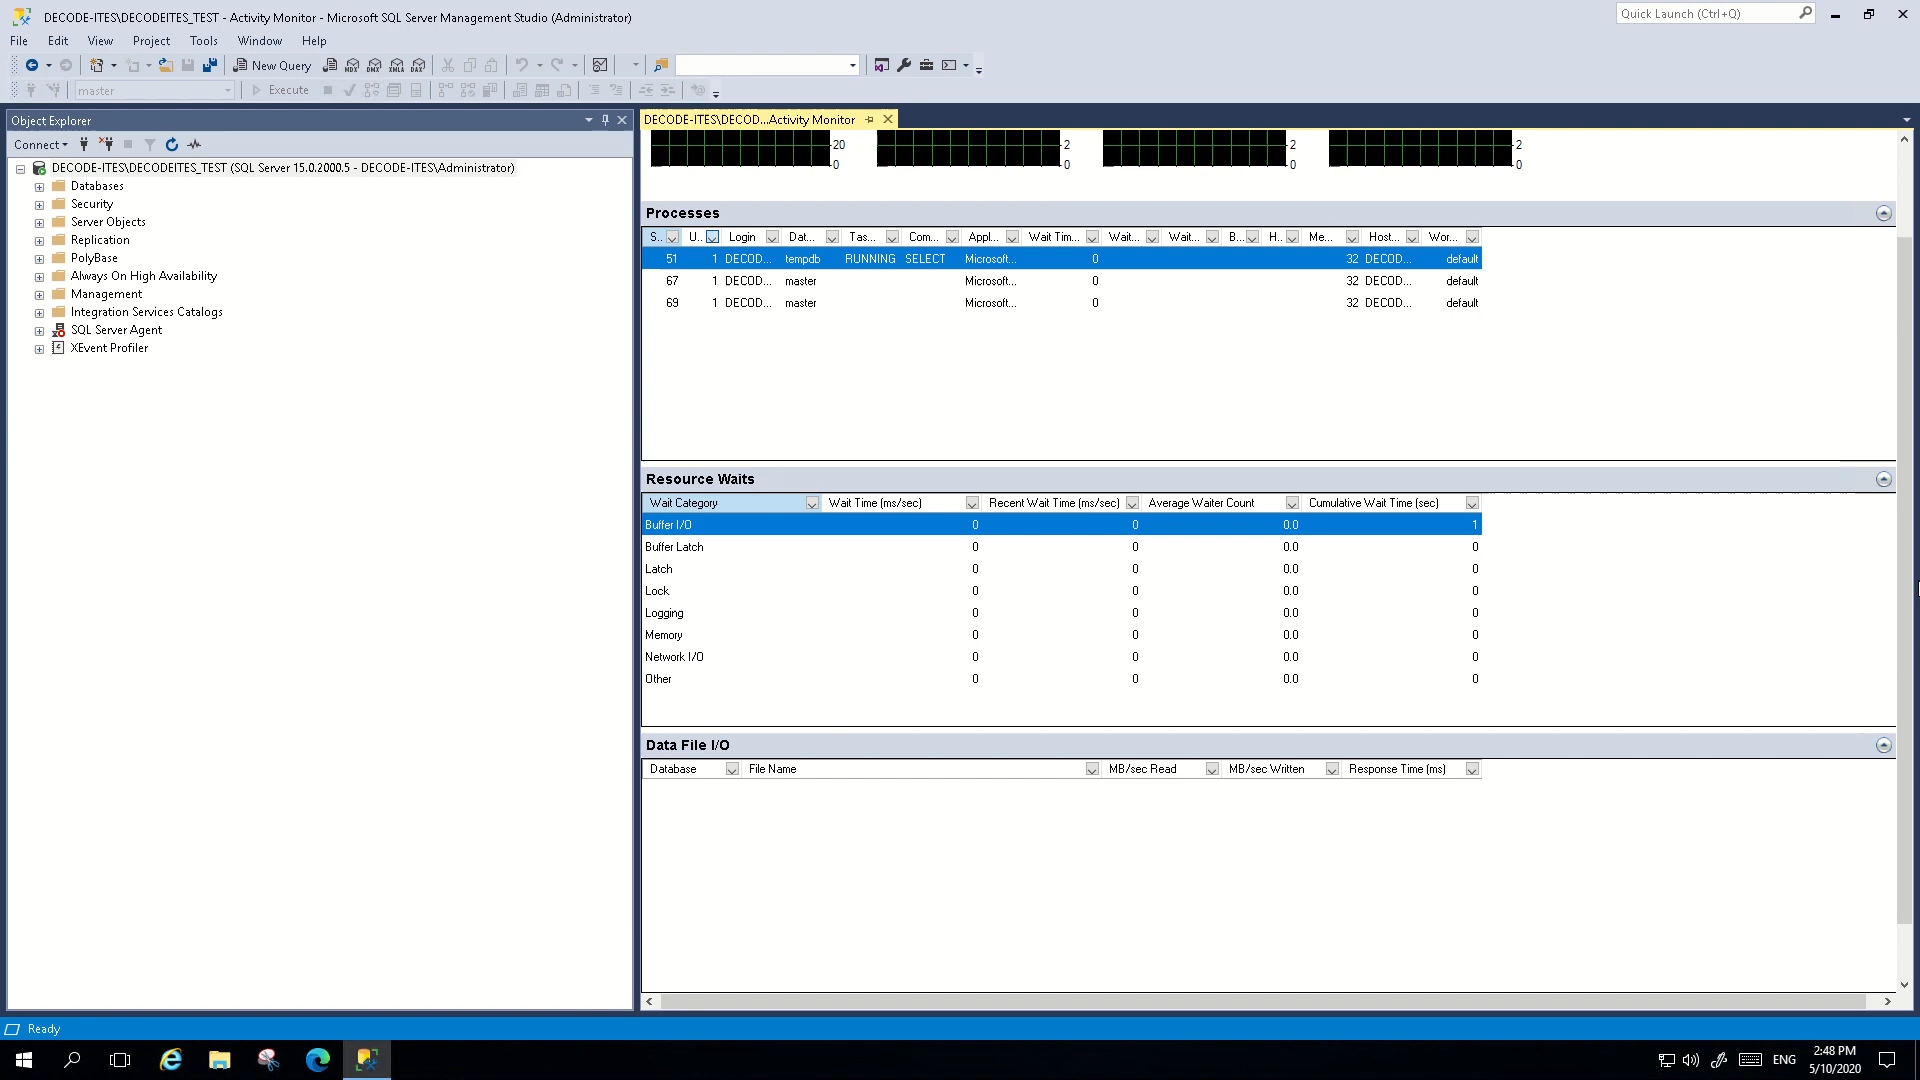 DECODE-ITES\DECODEITES_TEST - Activity Monitor - Microsoft SQL Server Management Studio (Administrator)
Quick Launch (Ctrl+Q)
File Edit View Project Tools Window Help
New Query MDX DMX XMLA DAX
master Execute
Object Explorer
Connect
DECODE-ITES\DECODEITES_TEST (SQL Server 15.0.2000.5 - DECODE-ITES\Administrator)
Databases
Security
Server Objects
Replication
PolyBase
Always On High Availability
Management
Integration Services Catalogs
SQL Server Agent
XEvent Profiler
DECODE-ITES\DECOD...Activity Monitor
20 2 2 2
0 0 0 0
Processes
S.. U.. Login Dat... Tas... Com... Appl... Wait Tim... Wait... Wait... B... H.. Me... Host... Wor...
51 1 DECOD... tempdb RUNNING SELECT Microsoft... 0 32 DECOD... default
67 1 DECOD... master Microsoft... 0 32 DECOD... default
69 1 DECOD... master Microsoft... 0 32 DECOD... default
Resource Waits
Wait Category Wait Time (ms/sec) Recent Wait Time (ms/sec) Average Waiter Count Cumulative Wait Time (sec)
Buffer I/O 0 0 0.0 1
Buffer Latch 0 0 0.0 0
Latch 0 0 0.0 0
Lock 0 0 0.0 0
Logging 0 0 0.0 0
Memory 0 0 0.0 0
Network I/O 0 0 0.0 0
Other 0 0 0.0 0
Data File I/O
Database File Name MB/sec Read MB/sec Written Response Time (ms)
Ready
ENG
2:48 PM
5/10/2020